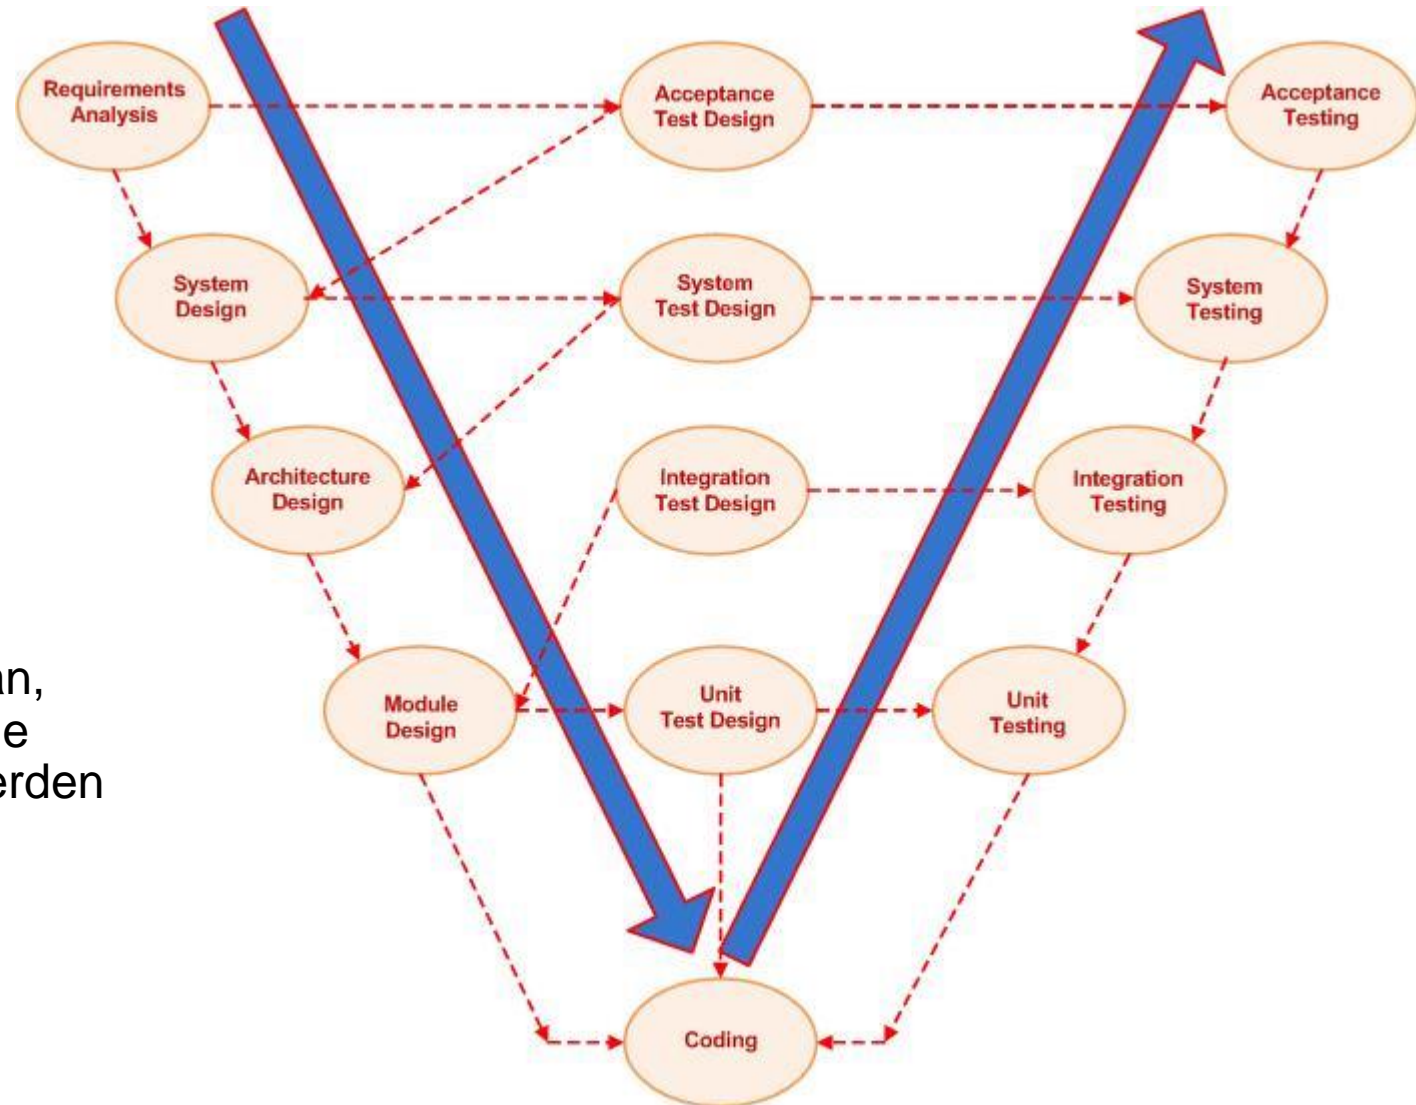 Requirements
Analysis
Acceptance
Test Design
Acceptance
Testing
System
Design
System
Test Design
System
Testing
Architecture
Design
Integration
Test Design
Integration
Testing
Module
Design
Unit
Test Design
Unit
Testing
Coding